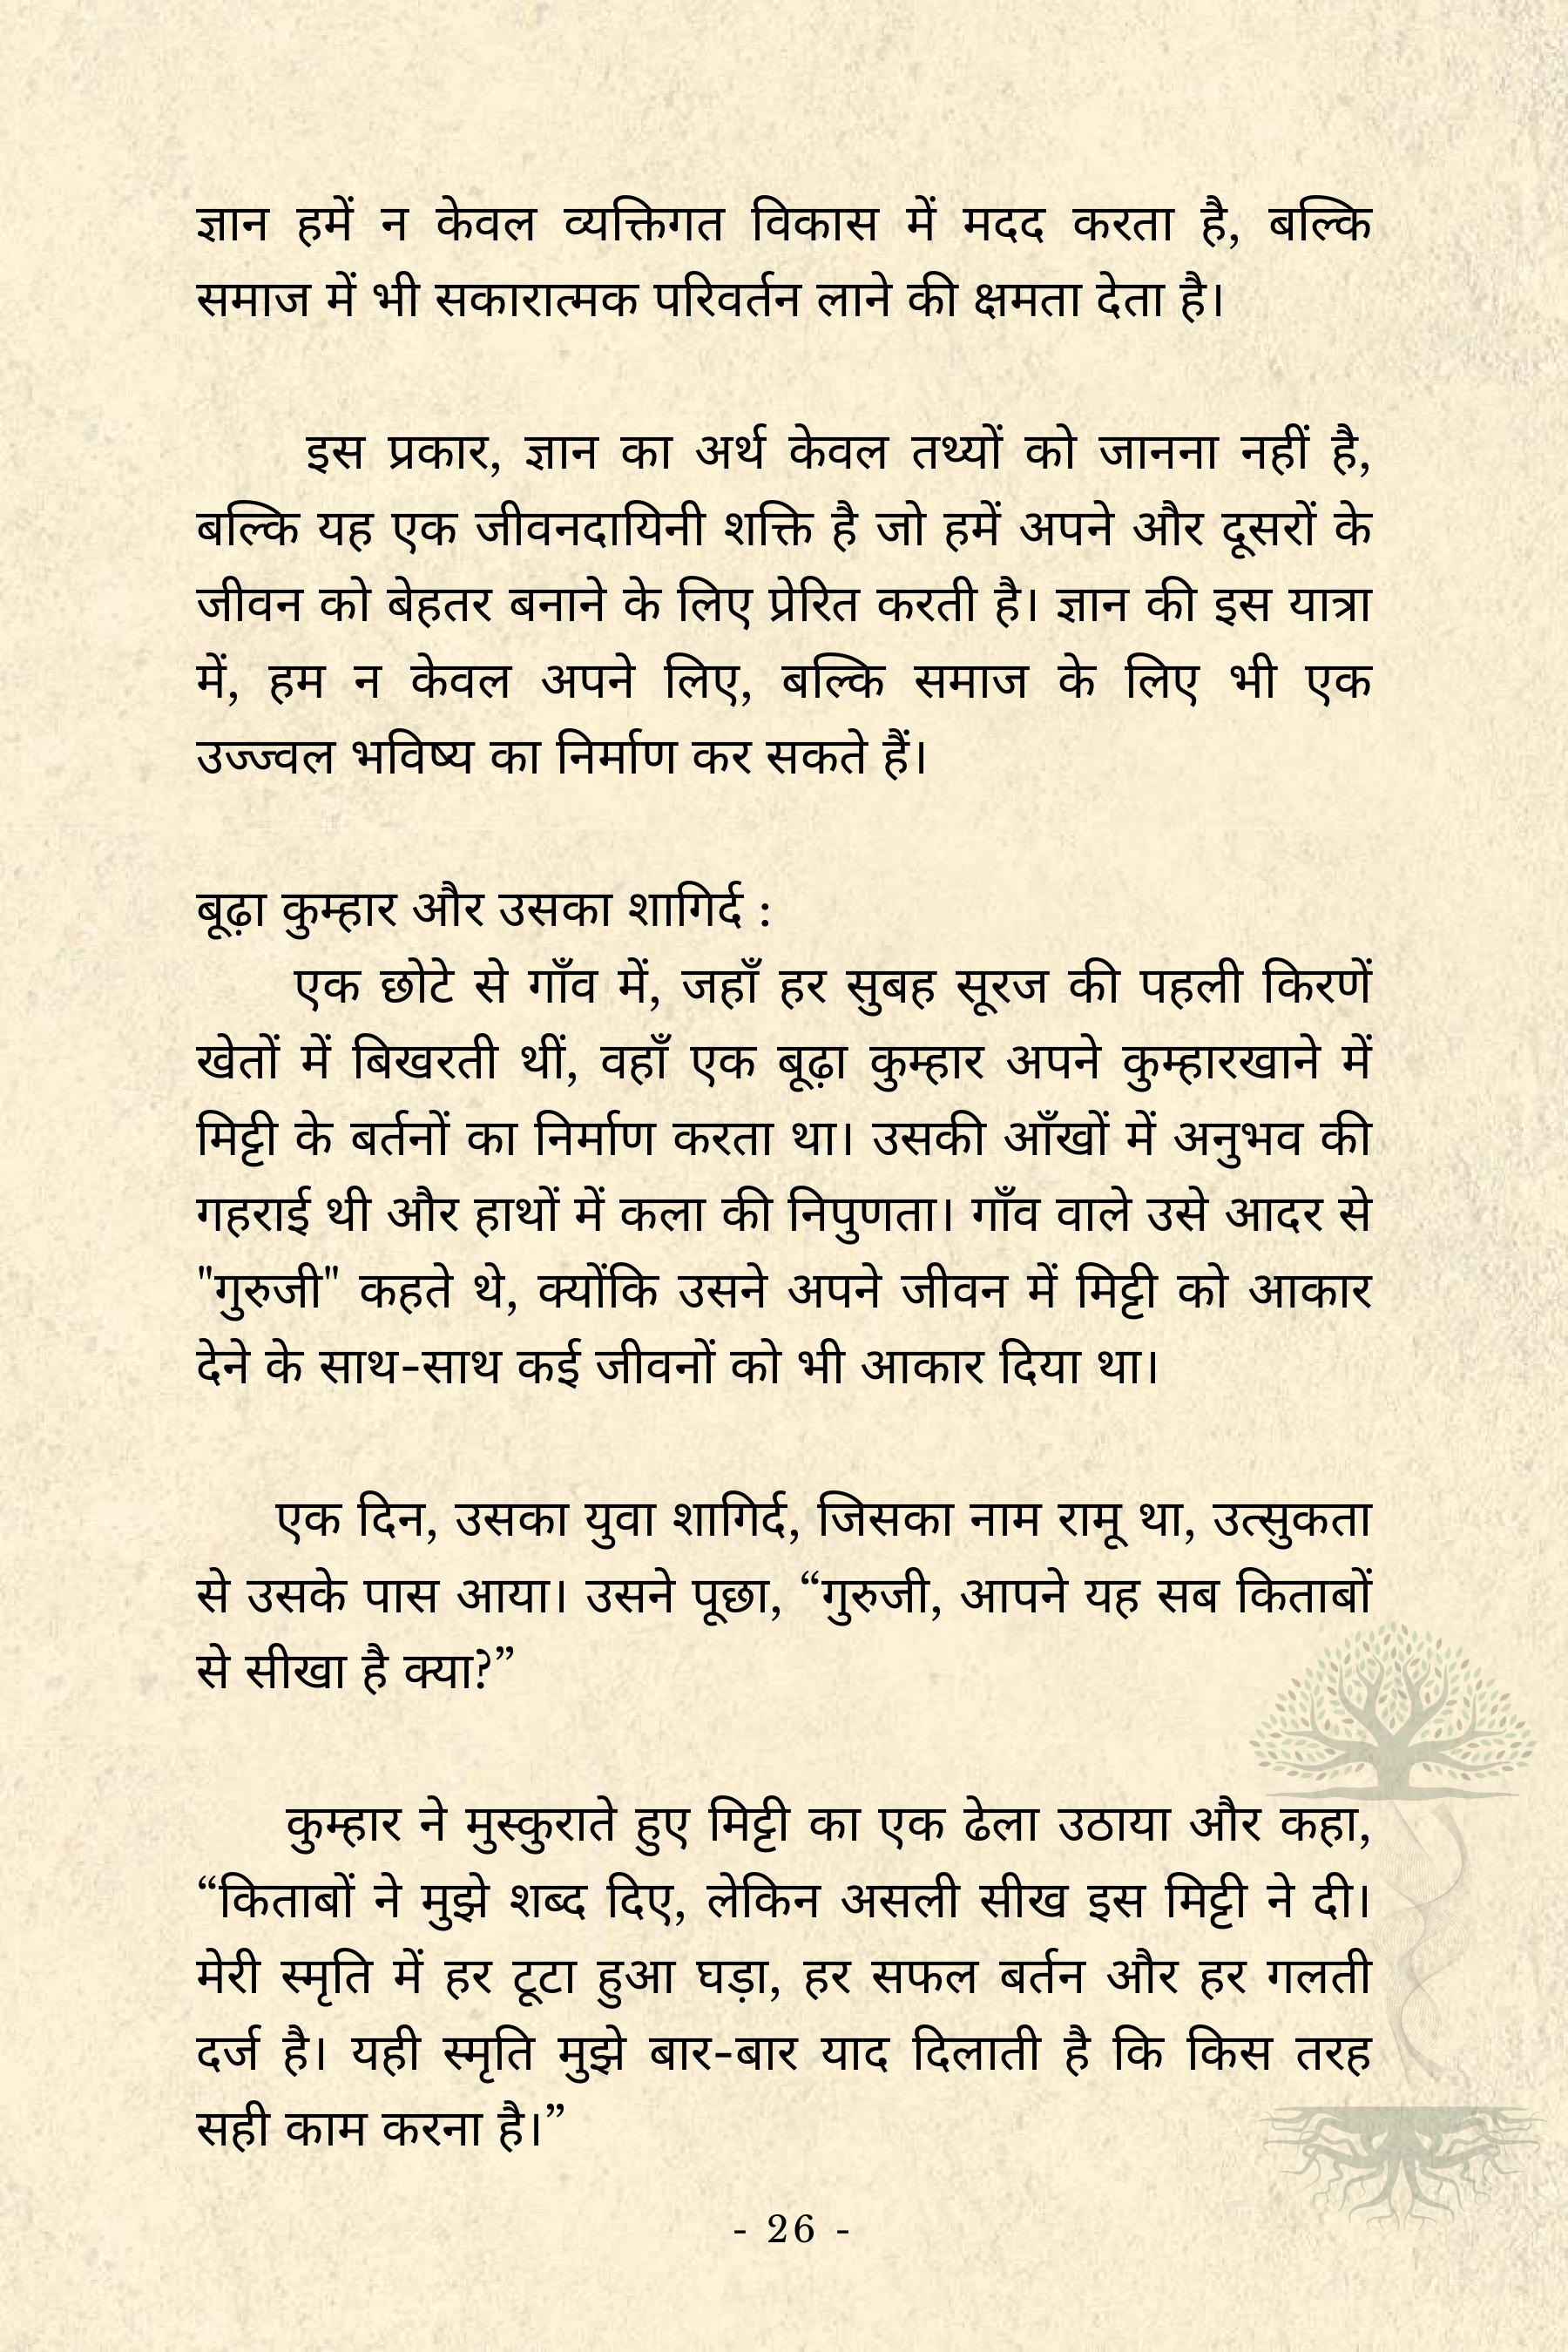 ज्ञान हमें न केवल व्यक्तिगत विकास में मदद करता है, बल्कि
समाज में भी सकारात्मक परिवर्तन लाने की क्षमता देता है।
इस प्रकार, ज्ञान का अर्थ केवल तथ्यों को जानना नहीं है,
बल्कि यह एक जीवनदायिनी शक्ति है जो हमें अपने और दूसरों के
जीवन को बेहतर बनाने के लिए प्रेरित करती है। ज्ञान की इस यात्रा
में, हम न केवल अपने लिए, बल्कि समाज के लिए भी एक
उज्ज्वल भविष्य का निर्माण कर सकते हैं।
बूढ़ा कुम्हार और उसका शागिर्द :
एक छोटे से गाँव में, जहाँ हर सुबह सूरज की पहली किरणें
खेतों में बिखरती थीं, वहाँ एक बूढ़ा कुम्हार अपने कुम्हारखाने में
मिट्टी के बर्तनों का निर्माण करता था। उसकी आँखों में अनुभव की
गहराई थी और हाथों में कला की निपुणता। गाँव वाले उसे आदर से
"गुरुजी" कहते थे, क्योंकि उसने अपने जीवन में मिट्टी को आकार
देने के साथ-साथ कई जीवनों को भी आकार दिया था।
एक दिन, उसका युवा शागिर्द, जिसका नाम रामू था, उत्सुकता
से उसके पास आया। उसने पूछा, “गुरुजी, आपने यह सब किताबों
से सीखा है क्या?”
कुम्हार ने मुस्कुराते हुए मिट्टी का एक ढेला उठाया और कहा,
“किताबों ने मुझे शब्द दिए, लेकिन असली सीख इस मिट्टी ने दी।
मेरी स्मृति में हर टूटा हुआ घड़ा, हर सफल बर्तन और हर गलती
दर्ज है। यही स्मृति मुझे बार-बार याद दिलाती है कि किस तरह
सही काम करना है।”
- 26 -